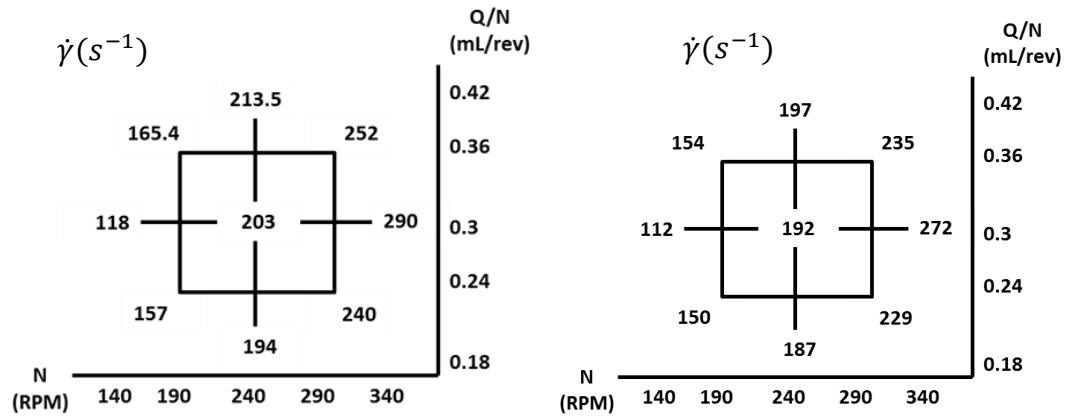 γ̇(s⁻¹)
Q/N
(mL/rev)
0.42
213.5
165.4
252
0.36
118
203
290
0.3
0.24
157
240
194
0.18
N
(RPM)
140 190 240 290 340
γ̇(s⁻¹)
Q/N
(mL/rev)
0.42
197
154
235
0.36
112
192
272
0.3
0.24
150
229
187
0.18
N
(RPM)
140 190 240 290 340